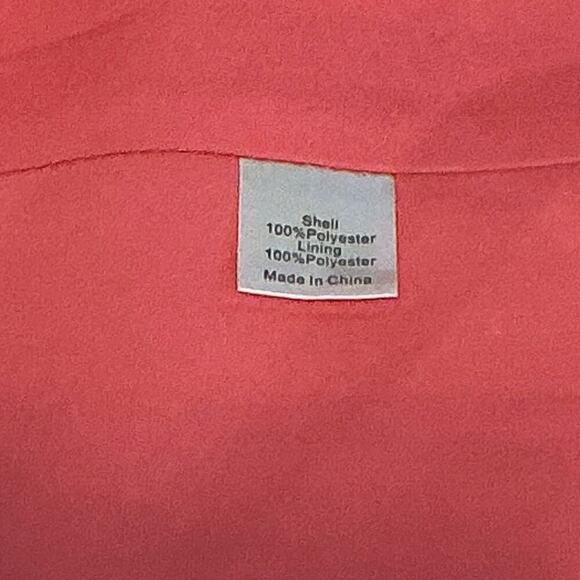 Shell
100%Polyester
Lining
100%Polyester
Made In China